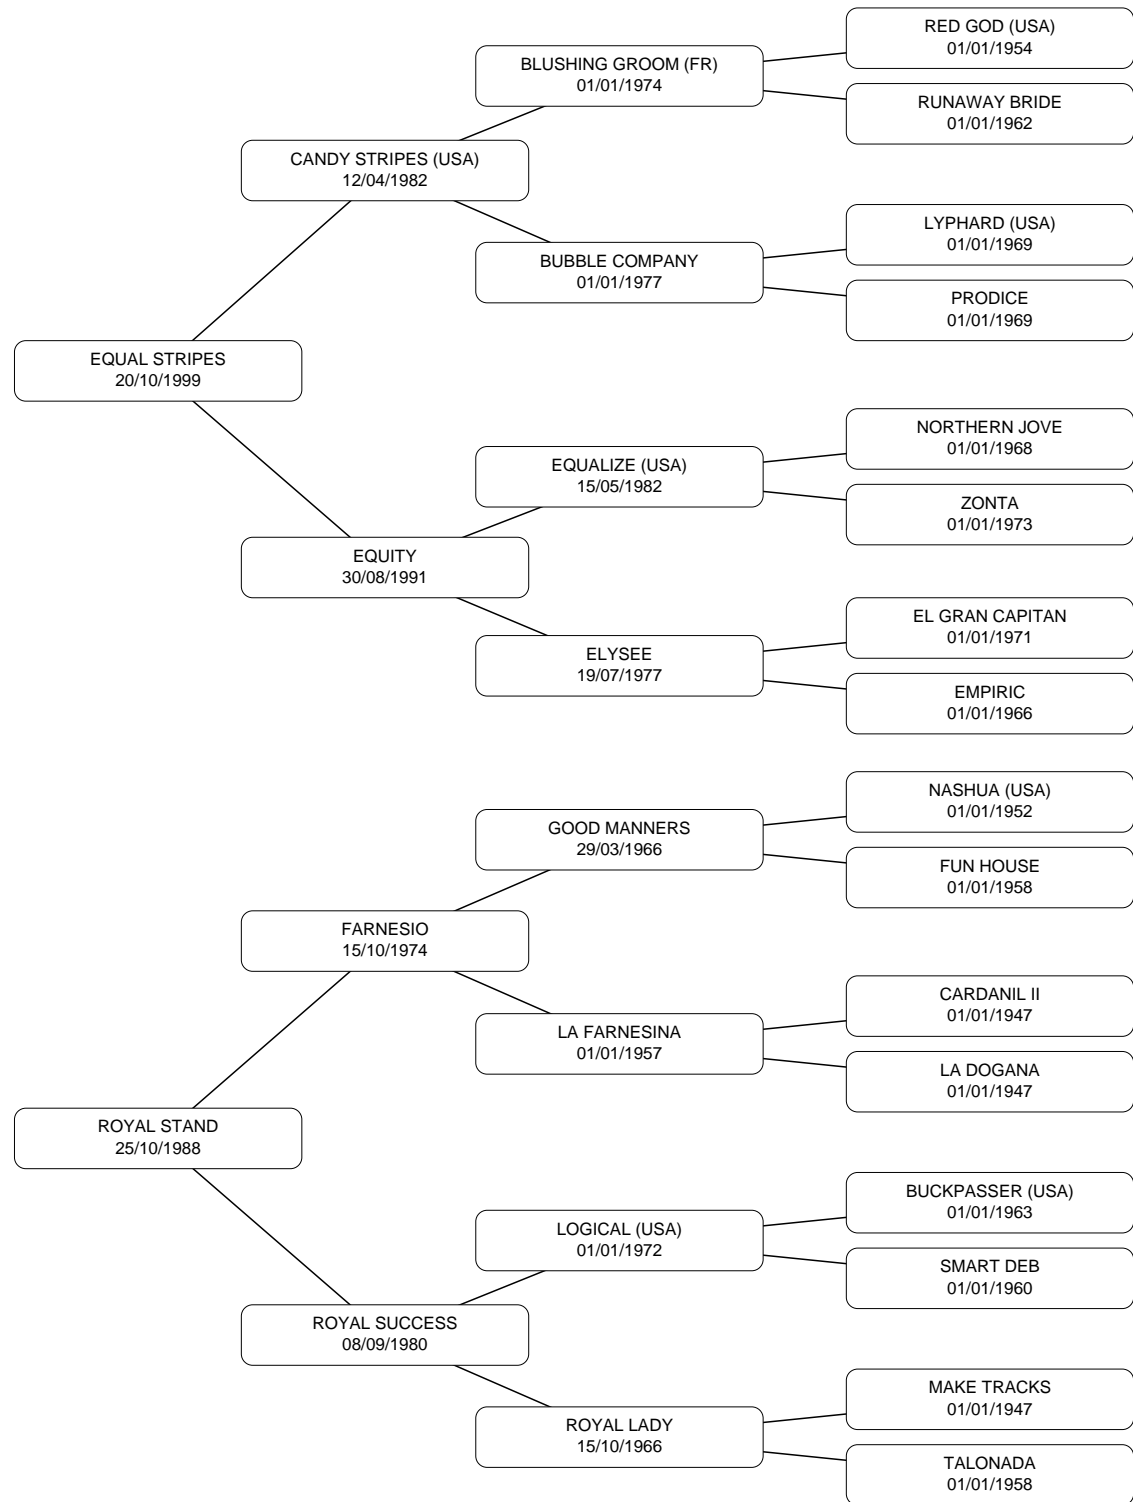 RED GOD (USA)
01/01/1954
BLUSHING GROOM (FR)
01/01/1974
RUNAWAY BRIDE
01/01/1962
CANDY STRIPES (USA)
12/04/1982
LYPHARD (USA)
01/01/1969
BUBBLE COMPANY
01/01/1977
PRODICE
01/01/1969
EQUAL STRIPES
20/10/1999
NORTHERN JOVE
01/01/1968
EQUALIZE (USA)
15/05/1982
ZONTA
01/01/1973
EQUITY
30/08/1991
EL GRAN CAPITAN
01/01/1971
ELYSEE
19/07/1977
EMPIRIC
01/01/1966
NASHUA (USA)
01/01/1952
GOOD MANNERS
29/03/1966
FUN HOUSE
01/01/1958
FARNESIO
15/10/1974
CARDANIL II
01/01/1947
LA FARNESINA
01/01/1957
LA DOGANA
01/01/1947
ROYAL STAND
25/10/1988
BUCKPASSER (USA)
01/01/1963
LOGICAL (USA)
01/01/1972
SMART DEB
01/01/1960
ROYAL SUCCESS
08/09/1980
MAKE TRACKS
01/01/1947
ROYAL LADY
15/10/1966
TALONADA
01/01/1958